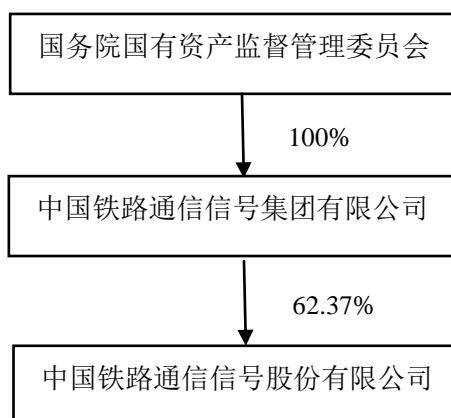 国务院国有资产监督管理委员会
100%
中国铁路通信信号集团有限公司
62.37%
中国铁路通信信号股份有限公司